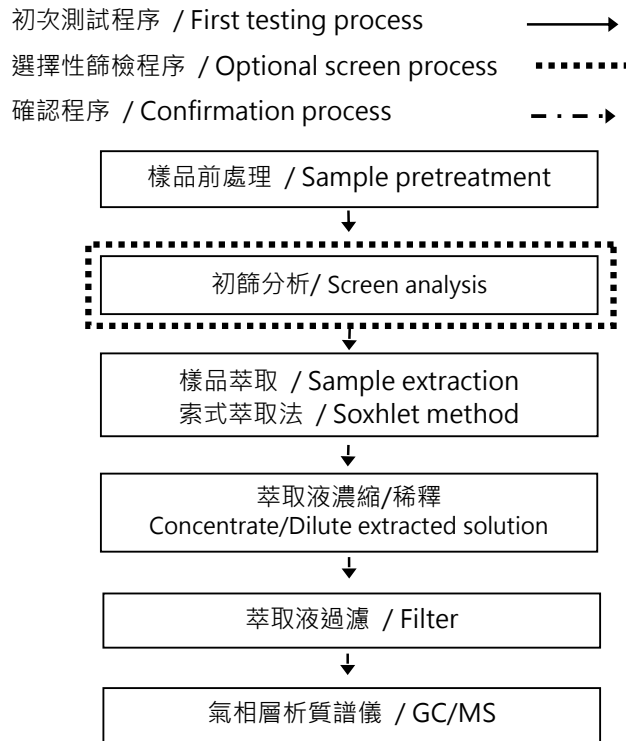 初次測試程序 / First testing process
選擇性篩檢程序 / Optional screen process
確認程序 / Confirmation process
樣品前處理 / Sample pretreatment
初篩分析/ Screen analysis
樣品萃取 / Sample extraction
索式萃取法 / Soxhlet method
萃取液濃縮/稀釋
Concentrate/Dilute extracted solution
萃取液過濾 / Filter
氣相層析質譜儀 / GC/MS